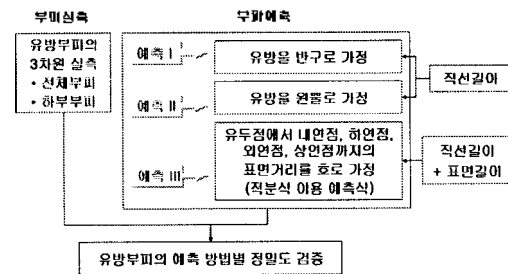 부피실측
부피예측
유방부피의
3차원 실측
• 전체부피
• 하부부피
예측 I
유방을 반구로 가정
예측 II
유방을 원뿔로 가정
직선길이
예측 III
유두점에서 내연점, 하연점,
외연점, 상연점까지의
표면거리를 호로 가정
(적분식 이용 예측식)
직선길이
+ 표면길이
유방부피의 예측 방법별 정밀도 검증